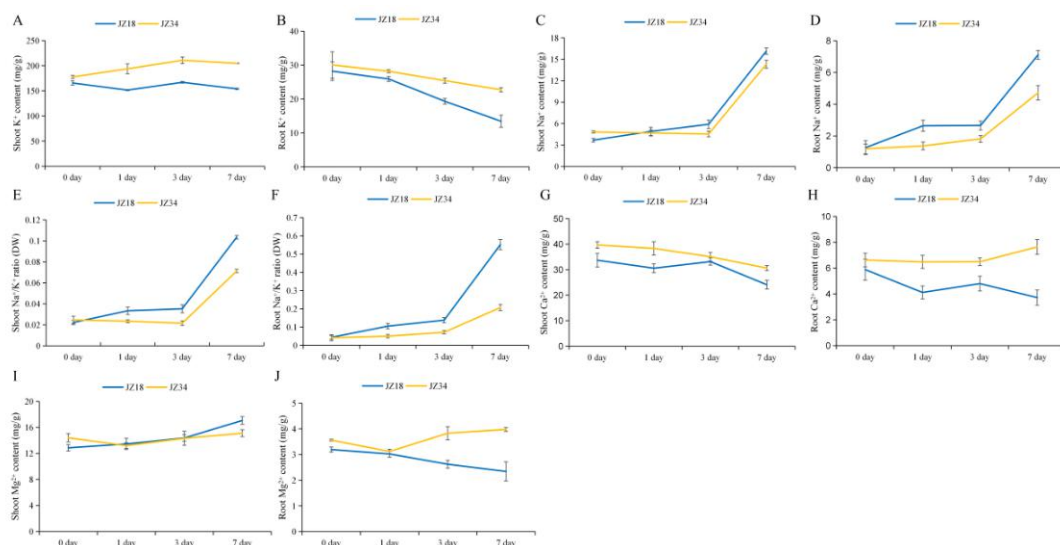 A
JZ18 JZ34
Shoot K⁺ content (mg/g)
250
200
150
100
50
0
0 day 1 day 3 day 7 day
B
JZ18 JZ34
Root K⁺ content (mg/g)
40
30
20
10
0
0 day 1 day 3 day 7 day
C
JZ18 JZ34
Shoot Na⁺ content (mg/g)
18
15
12
9
6
3
0
0 day 1 day 3 day 7 day
D
JZ18 JZ34
Root Na⁺ content (mg/g)
8
6
4
2
0
0 day 1 day 3 day 7 day
E
JZ18 JZ34
Shoot Na⁺/K⁺ ratio (DW)
0.12
0.1
0.08
0.06
0.04
0.02
0
0 day 1 day 3 day 7 day
F
JZ18 JZ34
Root Na⁺/K⁺ ratio (DW)
0.7
0.6
0.5
0.4
0.3
0.2
0.1
0
0 day 1 day 3 day 7 day
G
JZ18 JZ34
Shoot Ca²⁺ content (mg/g)
50
40
30
20
10
0
0 day 1 day 3 day 7 day
H
JZ18 JZ34
Root Ca²⁺ content (mg/g)
10
8
6
4
2
0
0 day 1 day 3 day 7 day
I
JZ18 JZ34
Shoot Mg²⁺ content (mg/g)
20
16
12
8
4
0
0 day 1 day 3 day 7 day
J
JZ18 JZ34
Root Mg²⁺ content (mg/g)
5
4
3
2
1
0
0 day 1 day 3 day 7 day